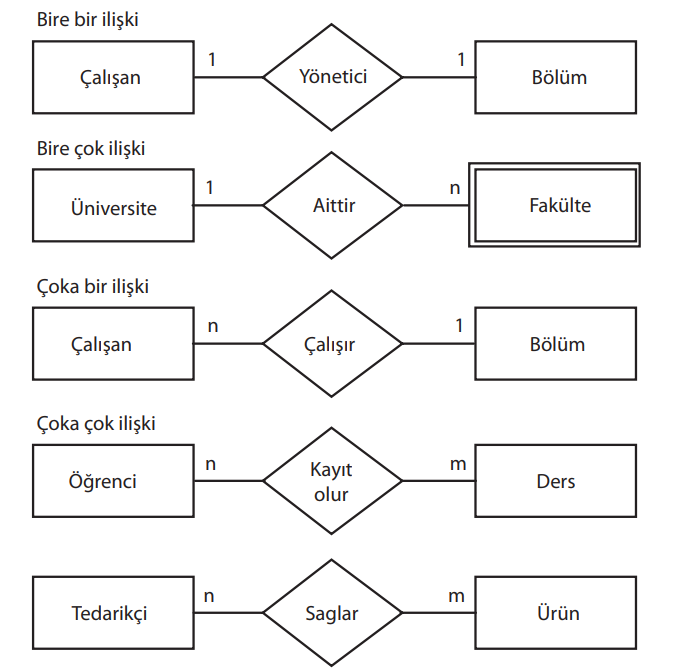 Bire bir ilişki
Çalışan
1
Yönetici
1
Bölüm
Bire çok ilişki
Üniversite
1
Aittir
n
Fakülte
Çoka bir ilişki
Çalışan
n
Çalışır
1
Bölüm
Çoka çok ilişki
Öğrenci
n
Kayıt
olur
m
Ders
Tedarikçi
n
Saglar
m
Ürün